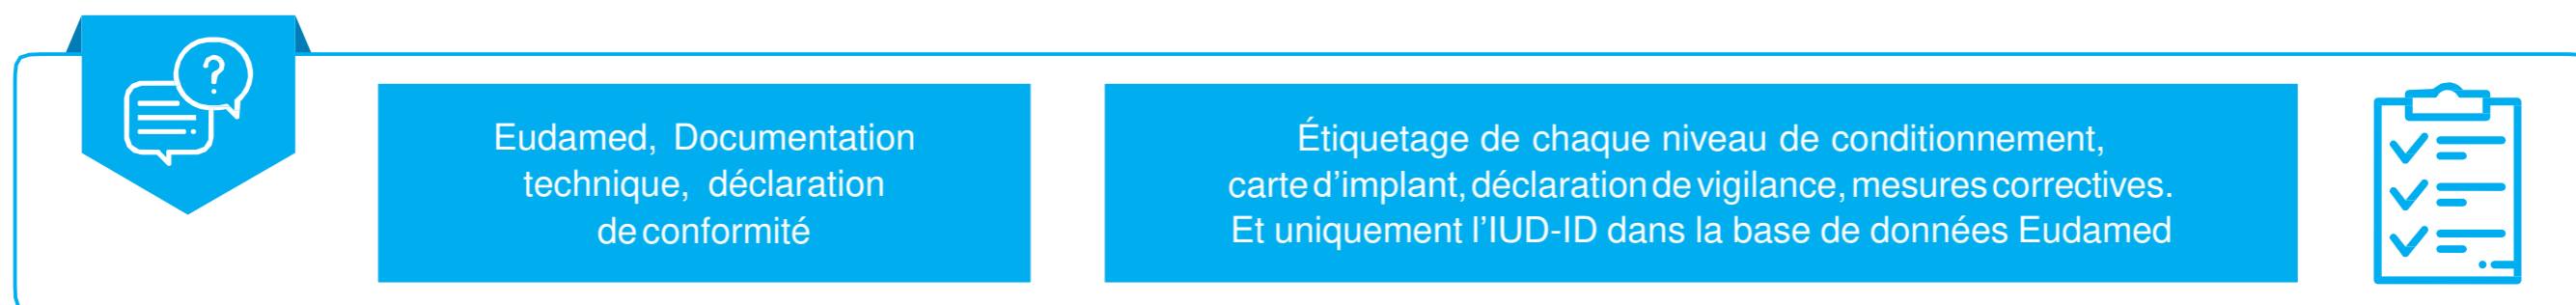 ?
Eudamed, Documentation
technique, déclaration
de conformité
Étiquetage de chaque niveau de conditionnement,
carte d'implant, déclaration de vigilance, mesures correctives.
Et uniquement l'IUD-ID dans la base de données Eudamed